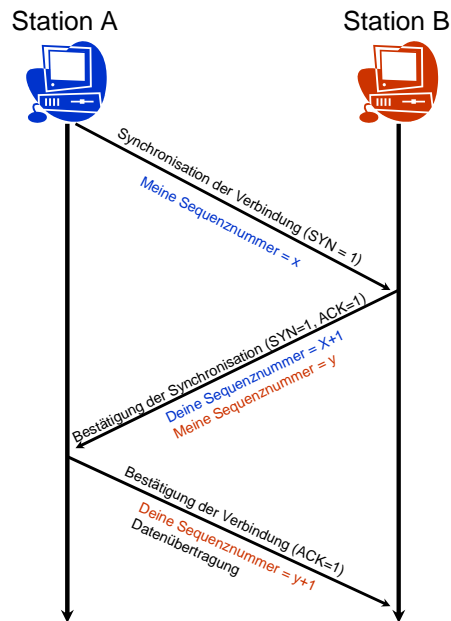 Station A
Station B
Synchronisation der Verbindung (SYN = 1)
Meine Sequenznummer = x
Bestätigung der Synchronisation (SYN=1, ACK=1)
Deine Sequenznummer = X+1
Meine Sequenznummer = y
Bestätigung der Verbindung (ACK=1)
Deine Sequenznummer = y+1
Datenübertragung